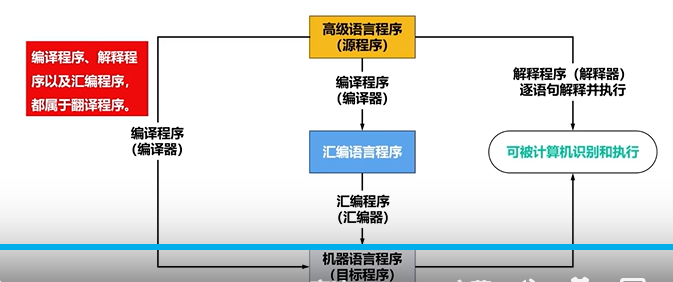 高级语言程序
（源程序）
编译程序、解释程
序以及汇编程序，
都属于翻译程序。
编译程序
（编译器）
解释程序（解释器）
逐语句解释并执行
编译程序
（编译器）
汇编语言程序
可被计算机识别和执行
汇编程序
（汇编器）
机器语言程序
（目标程序）